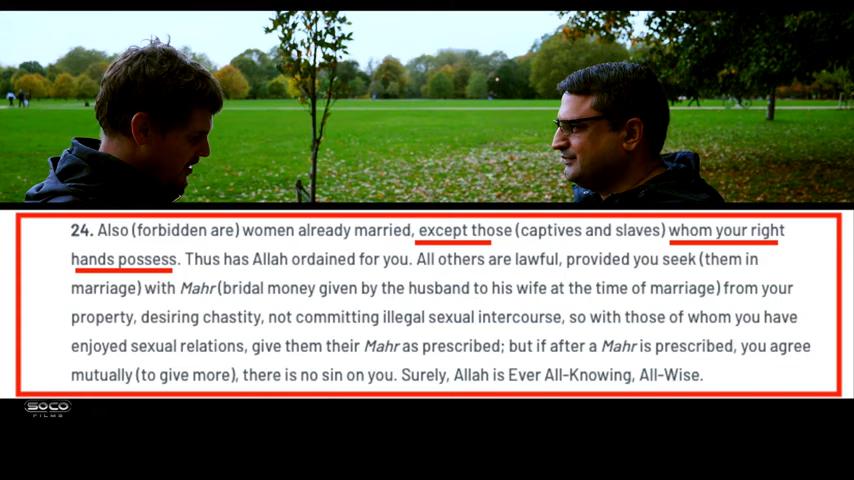 24. Also (forbidden are) women already married, except those (captives and slaves) whom your right
hands possess. Thus has Allah ordained for you. All others are lawful, provided you seek (them in
marriage) with Mahr (bridal money given by the husband to his wife at the time of marriage) from your
property, desiring chastity, not committing illegal sexual intercourse, so with those of whom you have
enjoyed sexual relations, give them their Mahr as prescribed; but if after a Mahr is prescribed, you agree
mutually (to give more), there is no sin on you. Surely, Allah is Ever All-Knowing, All-Wise.
SOCO
FILMS